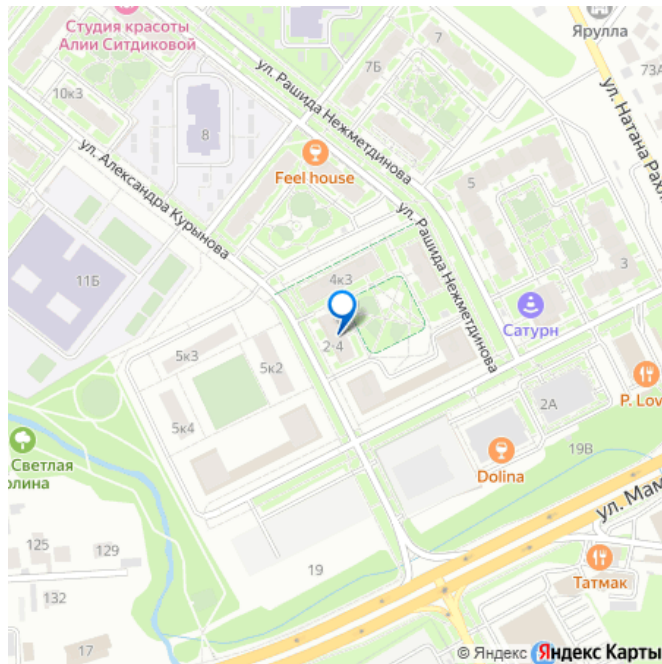 Студия красоты
Алии Ситдиковой
Ярулла
7
7Б
73А
10к3
8
ул. Рашида Нежметдинова
ул. Натана Рахл
ул. Александра Курынова
Feel house
5
ул. Рашида Нежметдинова
3
11Б
4к3
Сатурн
2·4
5к3
5к2
P. Lov
2А
5к4
Светлая
олина
Dolina
19В
ул. Мам
125
129
19
Татмак
132
17
© Яндекс
Яндекс Карты